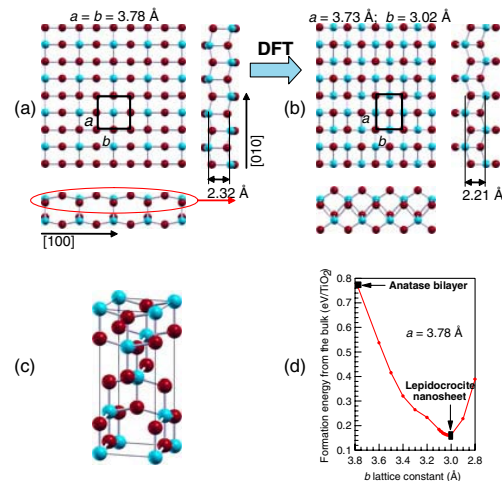 a = b = 3.78 Å
a = 3.73 Å; b = 3.02 Å
DFT
(a)
a
b
[010]
2.32 Å
[100]
(b)
a
b
2.21 Å
(c)
(d)
Formation energy from the bulk (eV/TiO2)
0.8
0.7
0.6
0.5
0.4
0.3
0.2
0.1
Anatase bilayer
a = 3.78 Å
Lepidocrocite
nanosheet
3.8 3.6 3.4 3.2 3.0 2.8
b lattice constant (Å)